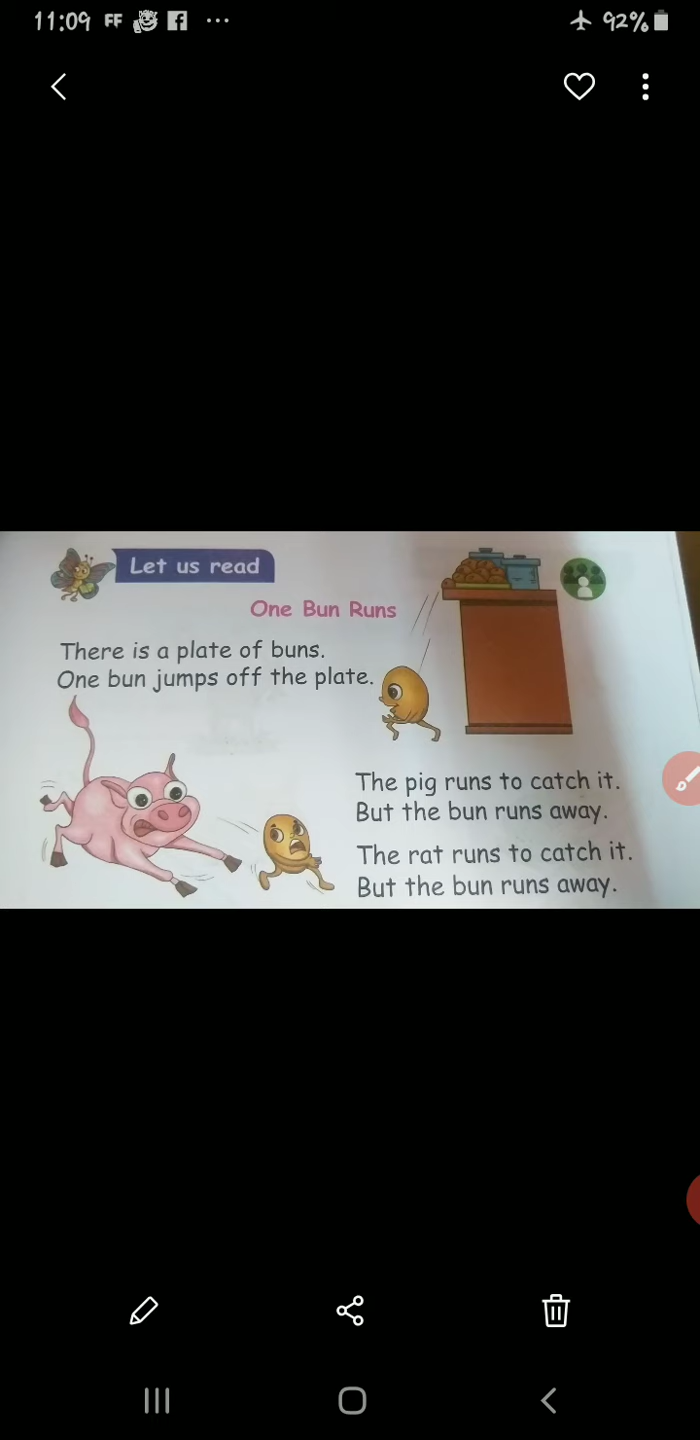 11:09 FF
92%
Let us read
One Bun Runs
There is a plate of buns.
One bun jumps off the plate.
The pig runs to catch it.
But the bun runs away.
The rat runs to catch it.
But the bun runs away.